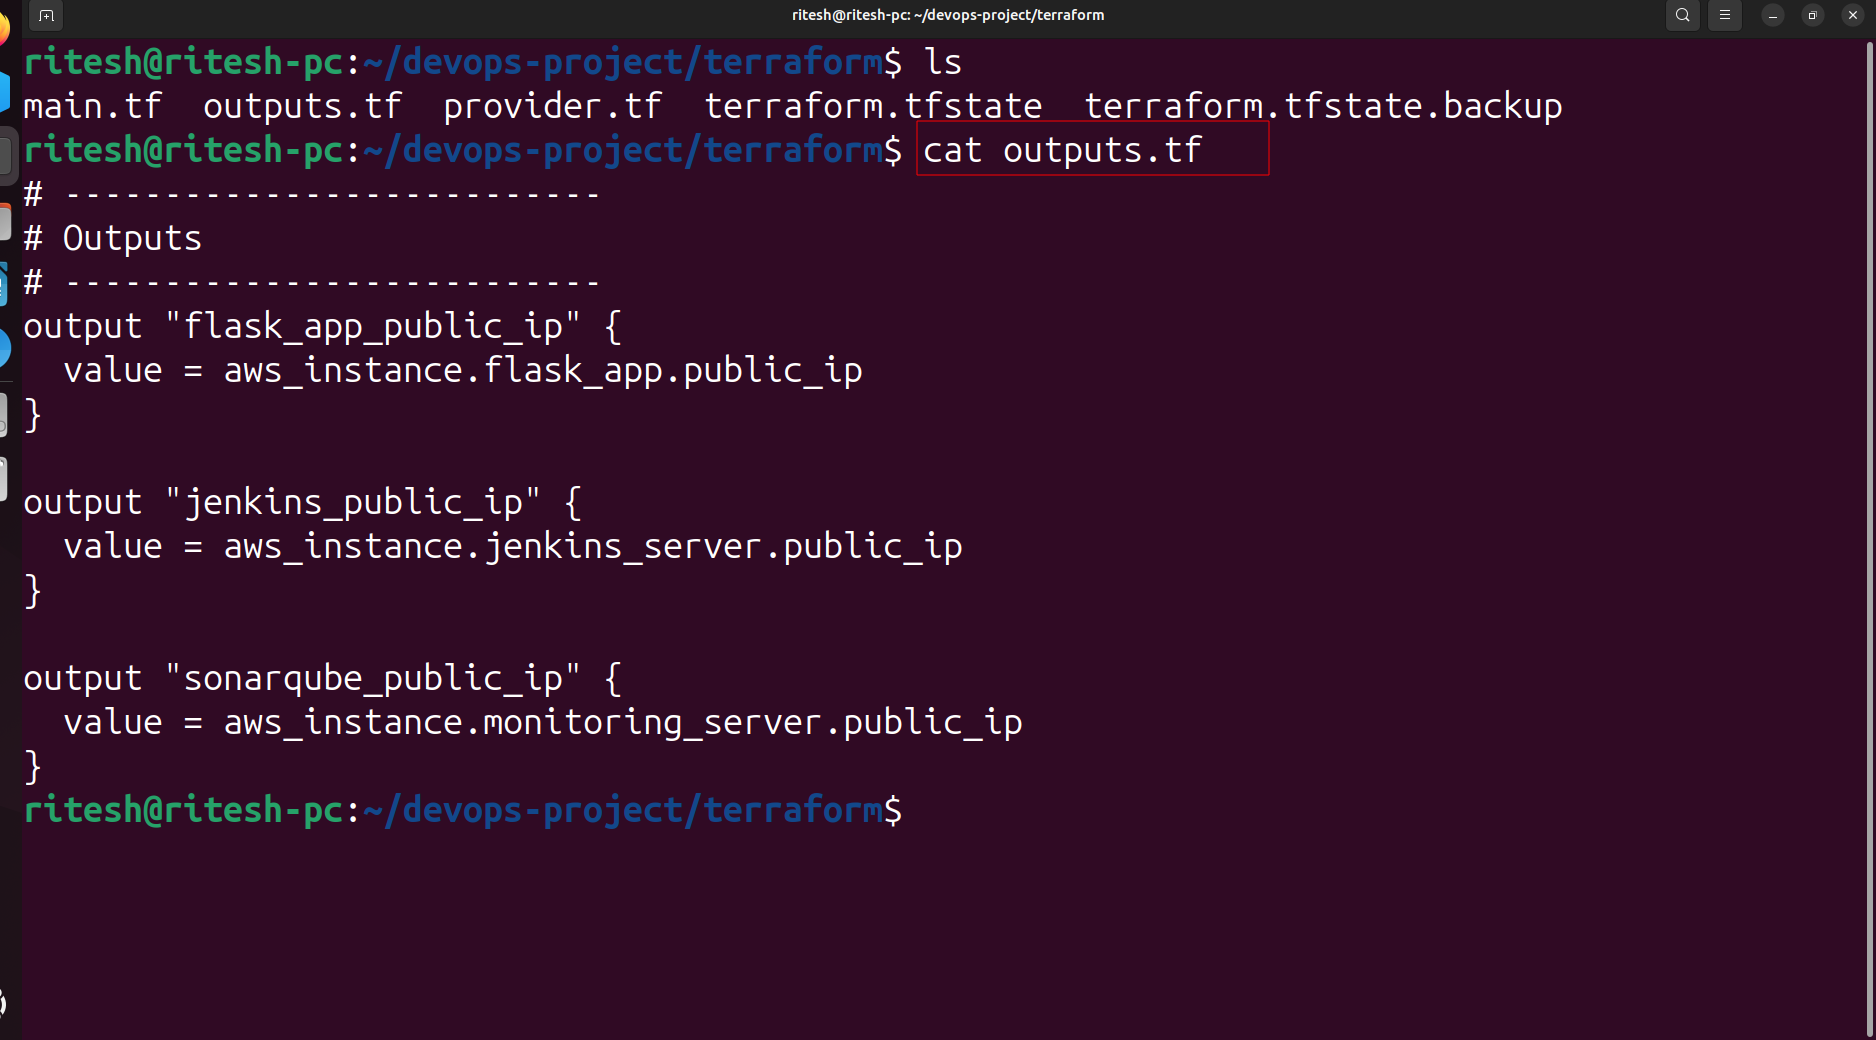 ritesh@ritesh-pc: ~/devops-project/terraform
ritesh@ritesh-pc:~/devops-project/terraform$ ls
main.tf  outputs.tf  provider.tf  terraform.tfstate  terraform.tfstate.backup
ritesh@ritesh-pc:~/devops-project/terraform$ cat outputs.tf
# ---------------------------
# Outputs
# ---------------------------
output "flask_app_public_ip" {
  value = aws_instance.flask_app.public_ip
}

output "jenkins_public_ip" {
  value = aws_instance.jenkins_server.public_ip
}

output "sonarqube_public_ip" {
  value = aws_instance.monitoring_server.public_ip
}
ritesh@ritesh-pc:~/devops-project/terraform$